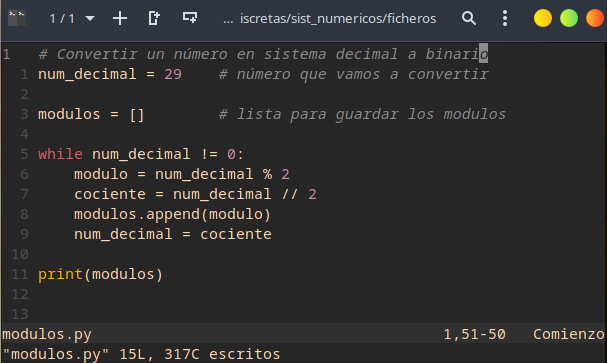 1 / 1 ... iscretas/sist_numericos/ficheros
1 # Convertir un número en sistema decimal a binario
1 num_decimal = 29 # número que vamos a convertir
2
3 modulos = [] # lista para guardar los modulos
4
5 while num_decimal != 0:
6 modulo = num_decimal % 2
7 cociente = num_decimal // 2
8 modulos.append(modulo)
9 num_decimal = cociente
10
11 print(modulos)
12
13
modulos.py 1,51-50 Comienzo
"modulos.py" 15L, 317C escritos